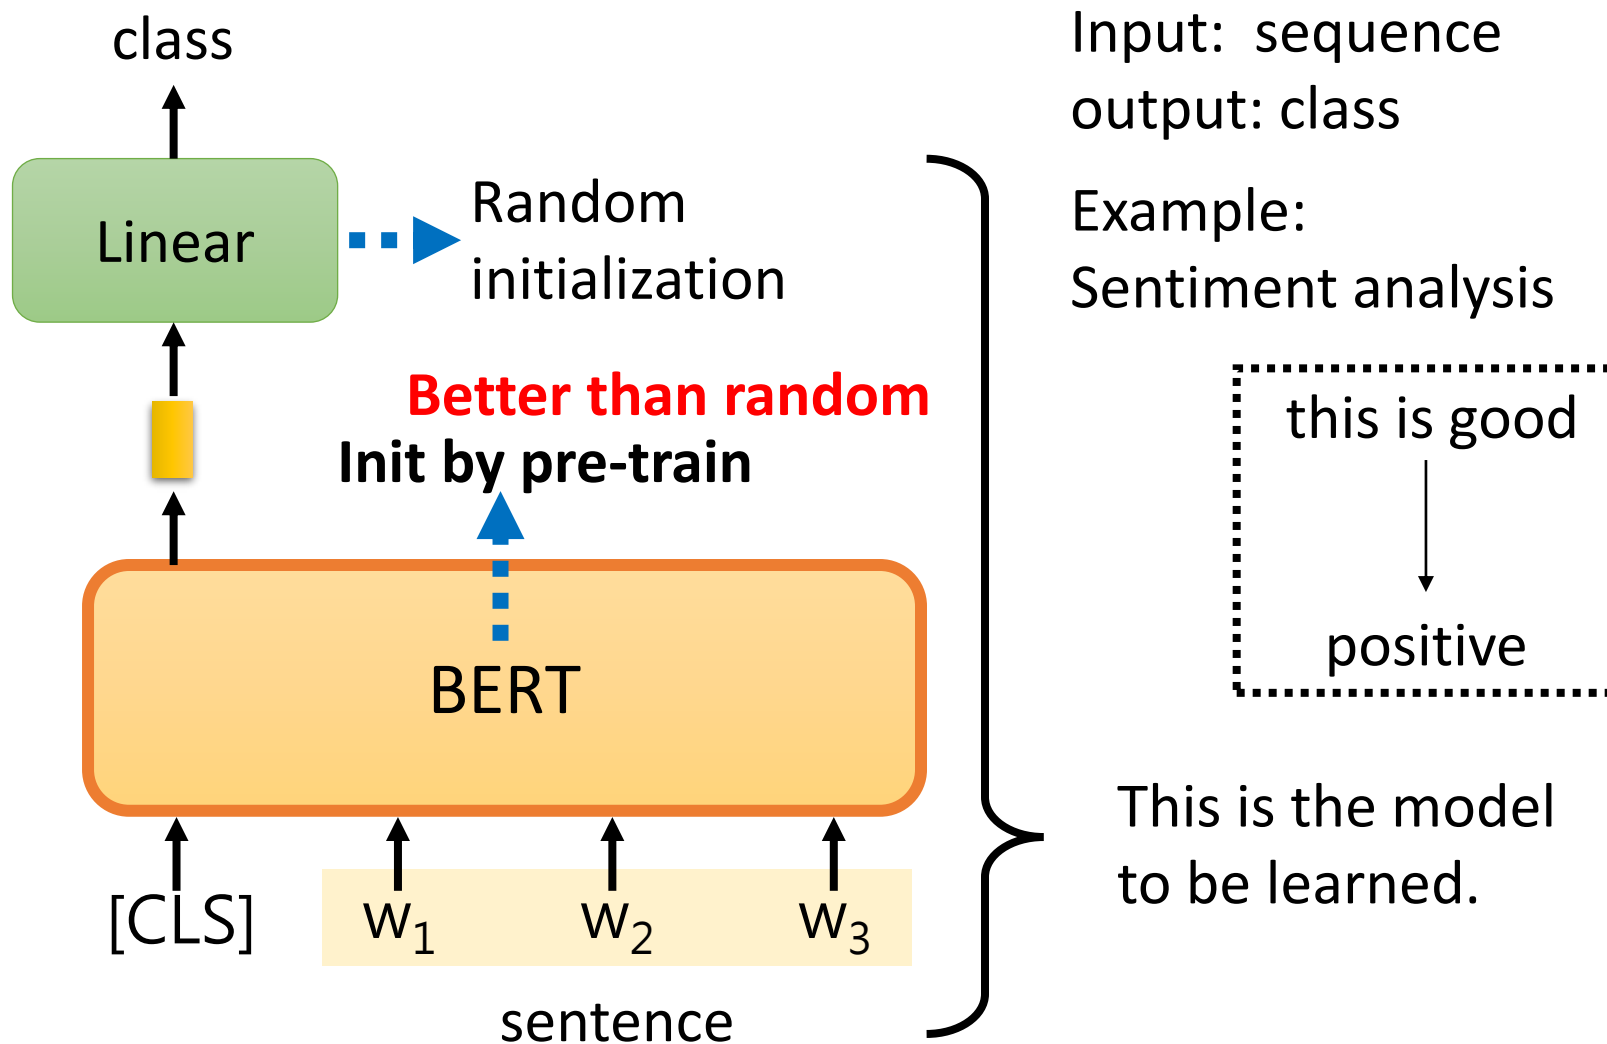 class
Linear
Random
initialization
Better than random
Init by pre-train
BERT
[CLS]
w1
w2
w3
sentence
Input: sequence
output: class
Example:
Sentiment analysis
this is good
positive
This is the model
to be learned.